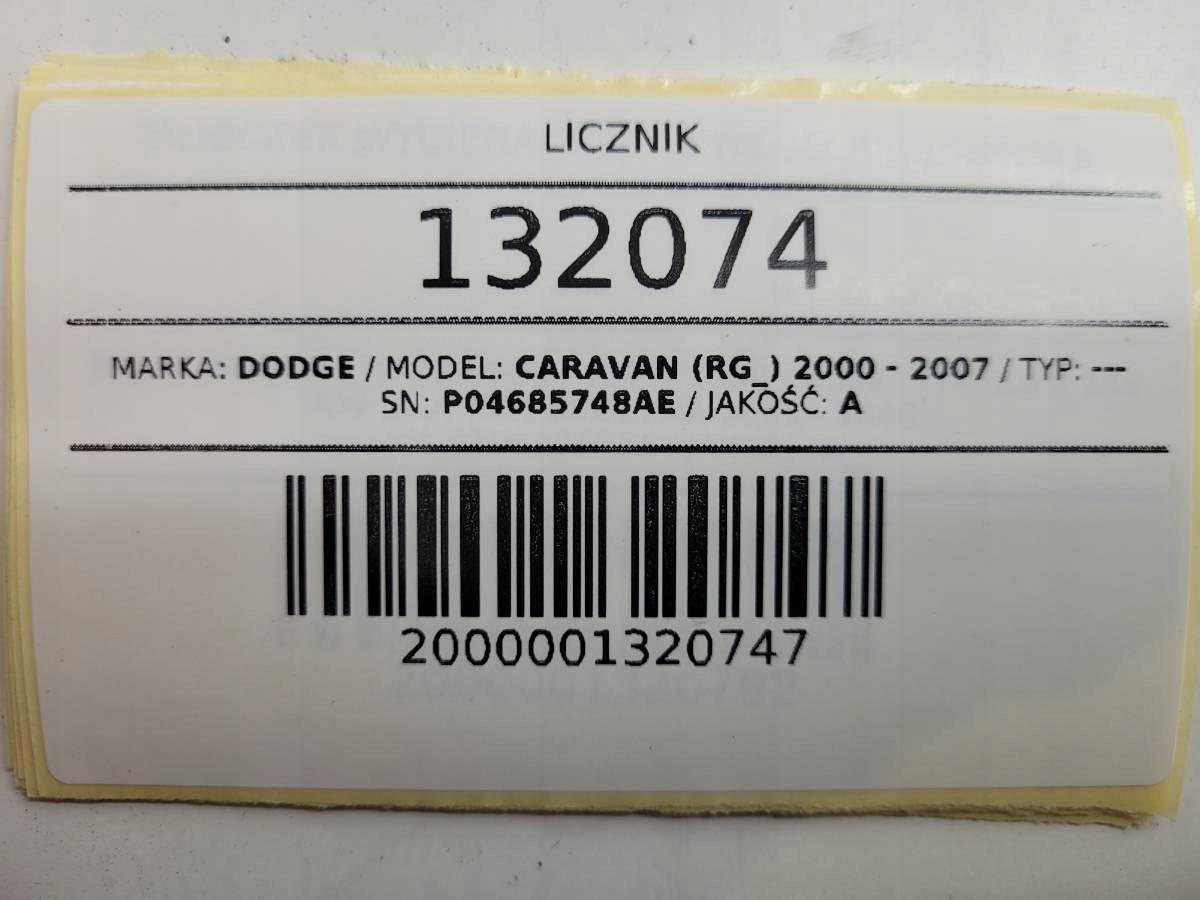 LICZNIK
132074
MARKA: DODGE / MODEL: CARAVAN (RG_) 2000 - 2007 / TYP: ---
SN: P04685748AE / JAKOŚĆ: A
2000001320747